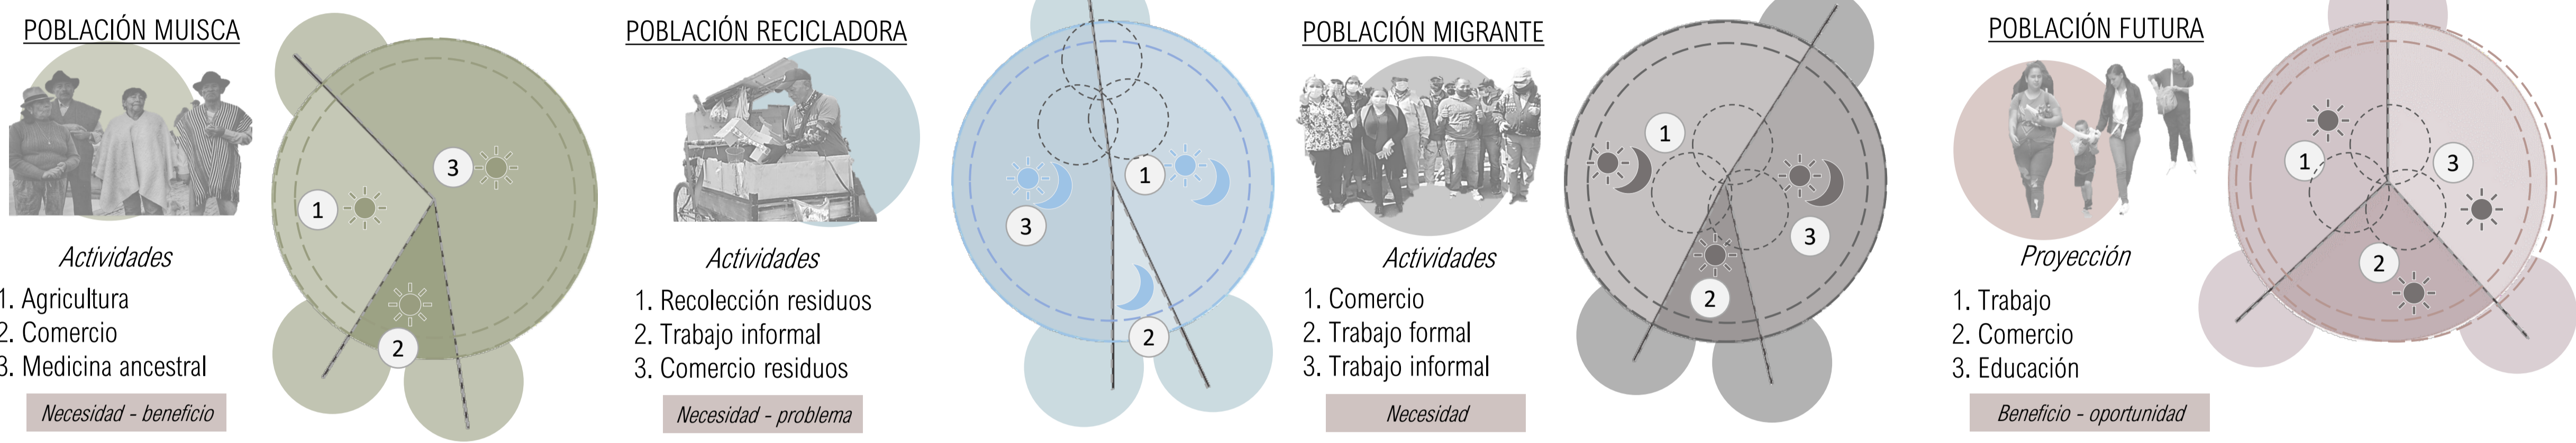 POBLACIÓN MUISCA
Actividades
1. Agricultura
2. Comercio
3. Medicina ancestral
Necesidad - beneficio
3
1
2
POBLACIÓN RECICLADORA
Actividades
1. Recolección residuos
2. Trabajo informal
3. Comercio residuos
Necesidad - problema
1
3
2
POBLACIÓN MIGRANTE
Actividades
1. Comercio
2. Trabajo formal
3. Trabajo informal
Necesidad
1
3
2
POBLACIÓN FUTURA
Proyección
1. Trabajo
2. Comercio
3. Educación
Beneficio - oportunidad
1
3
2